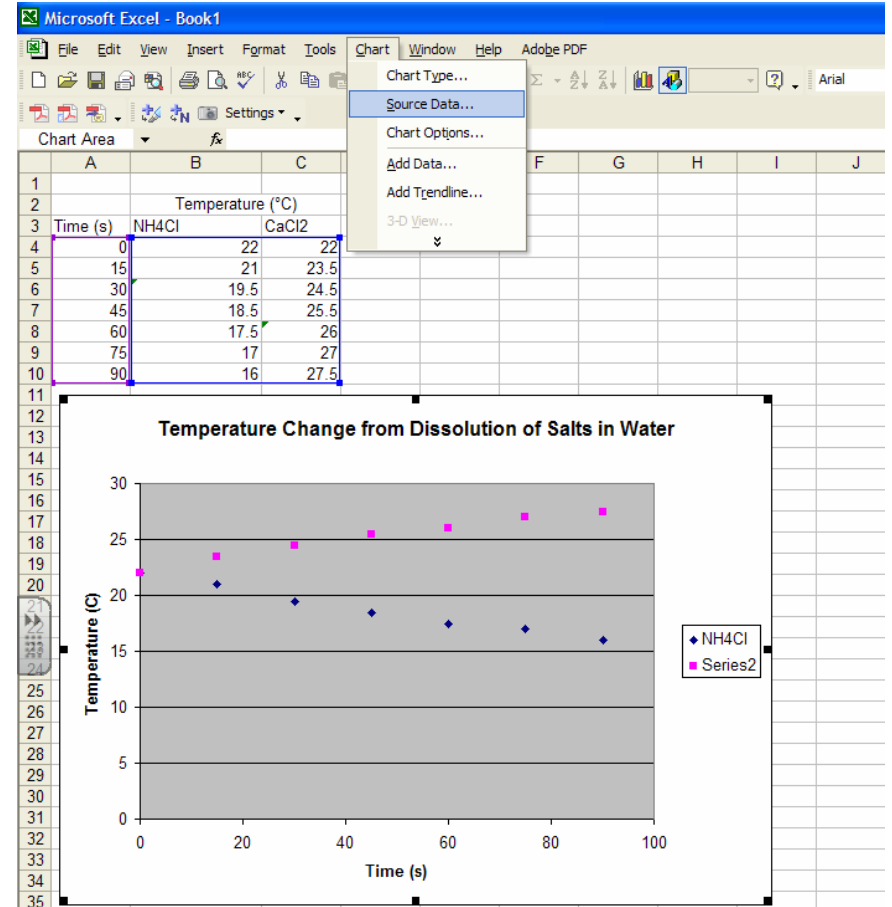 Microsoft Excel - Book1
File Edit View Insert Format Tools Chart Window Help Adobe PDF
Arial
Settings
Chart Area fx
Chart Type...
Source Data...
Chart Options...
Add Data...
Add Trendline...
3-D View...
A B C F G H I J
1
2 Temperature (°C)
3 Time (s) NH4Cl CaCl2
4 0 22 22
5 15 21 23.5
6 30 19.5 24.5
7 45 18.5 25.5
8 60 17.5 26
9 75 17 27
10 90 16 27.5
11
12
13
14
15
16
17
18
19
20
21
22
24
25
26
27
28
29
30
31
32
33
34
35
Temperature Change from Dissolution of Salts in Water
30
25
20
15
10
5
0
Temperature (C)
0 20 40 60 80 100
Time (s)
NH4Cl
Series2